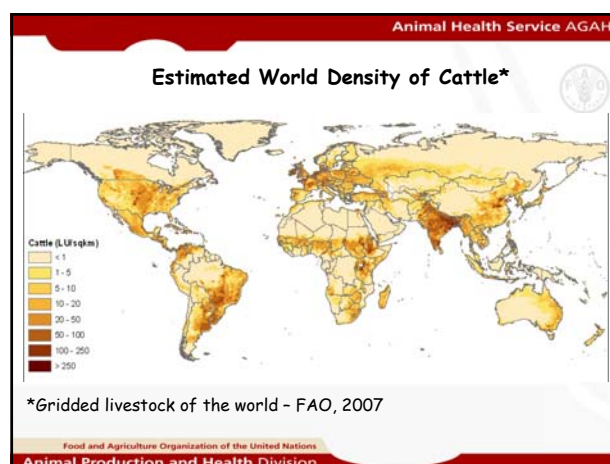 Animal Health Service AGAH
Estimated World Density of Cattle*
F A O
Cattle (LU/sqkm)
< 1
1 - 5
5 - 10
10 - 20
20 - 50
50 - 100
100 - 250
> 250
*Gridded livestock of the world – FAO, 2007
Food and Agriculture Organization of the United Nations
Animal Production and Health Division